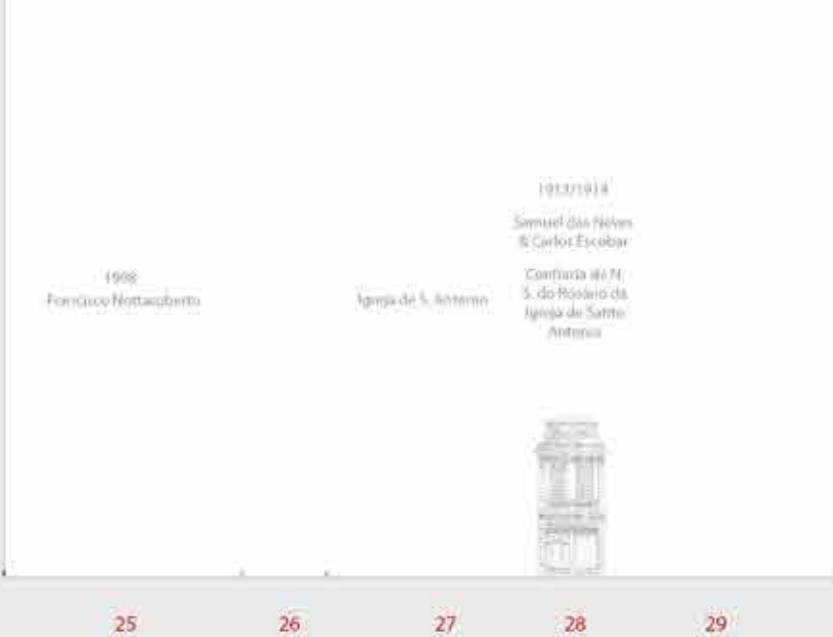 1913/1914
Samuel das Neves
& Carlos Escobar
Confraria de N.
S. do Rosário da
Igreja de Santo
Antonio
1908
Francisco Nottaroberto
Igreja de S. Antonio
25
26
27
28
29